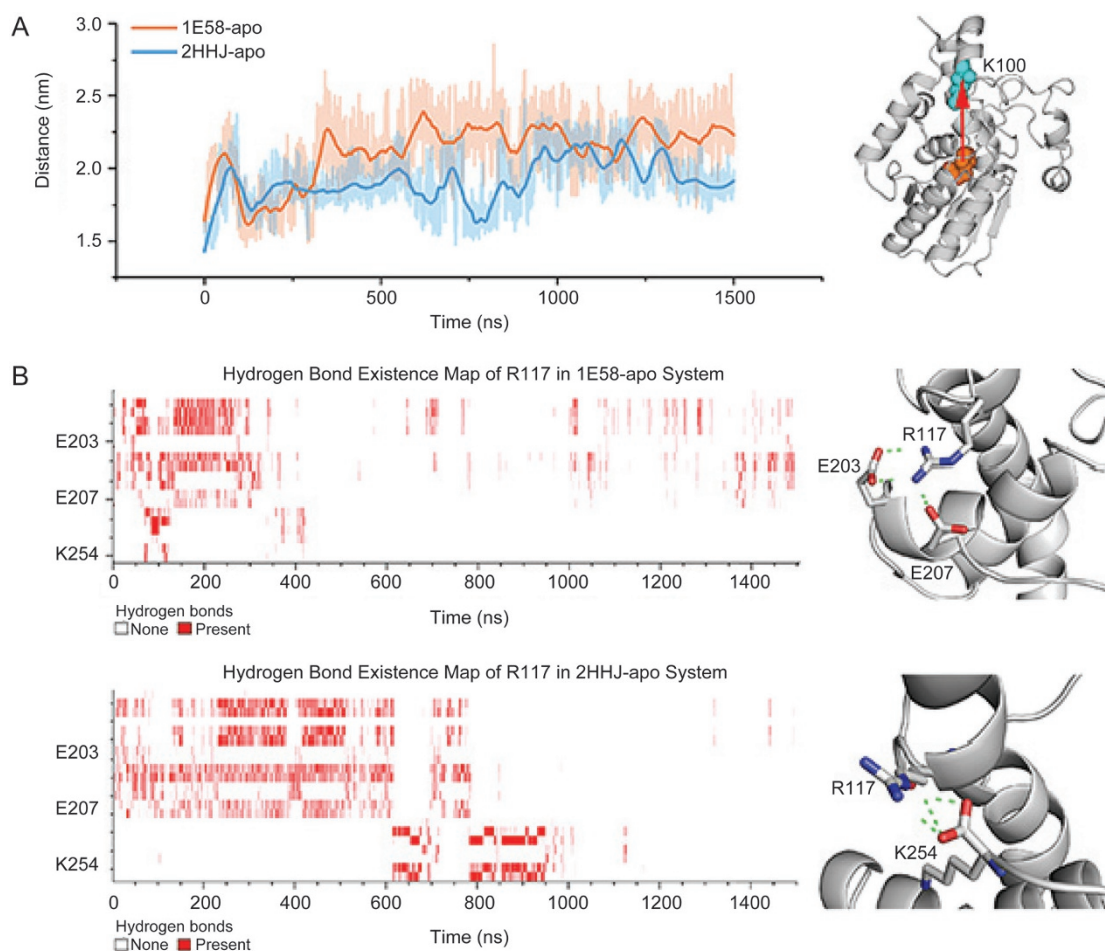 A
3.0
2.5
2.0
1.5
Distance (nm)
1E58-apo
2HHJ-apo
0
500
1000
1500
Time (ns)
K100
B
Hydrogen Bond Existence Map of R117 in 1E58-apo System
E203
E207
K254
0
200
400
600
800
1000
1200
1400
Time (ns)
Hydrogen bonds
None
Present
R117
E203
E207
Hydrogen Bond Existence Map of R117 in 2HHJ-apo System
E203
E207
K254
0
200
400
600
800
1000
1200
1400
Time (ns)
Hydrogen bonds
None
Present
R117
K254